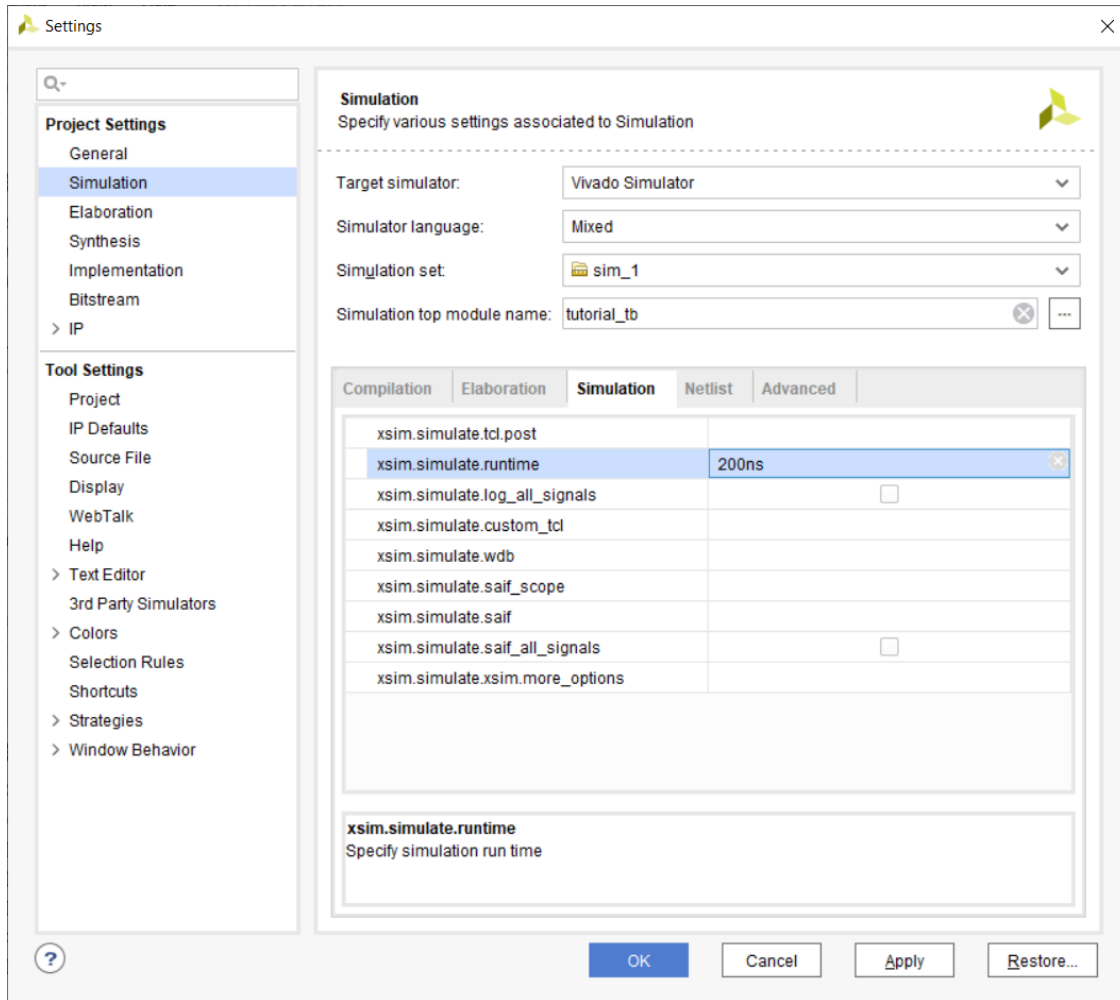 Settings
Project Settings
General
Simulation
Elaboration
Synthesis
Implementation
Bitstream
IP
Tool Settings
Project
IP Defaults
Source File
Display
WebTalk
Help
Text Editor
3rd Party Simulators
Colors
Selection Rules
Shortcuts
Strategies
Window Behavior
Simulation
Specify various settings associated to Simulation
Target simulator: Vivado Simulator
Simulator language: Mixed
Simulation set: sim_1
Simulation top module name: tutorial_tb ...
Compilation Elaboration Simulation Netlist Advanced
xsim.simulate.tcl.post
xsim.simulate.runtime 200ns
xsim.simulate.log_all_signals
xsim.simulate.custom_tcl
xsim.simulate.wdb
xsim.simulate.saif_scope
xsim.simulate.saif
xsim.simulate.saif_all_signals
xsim.simulate.xsim.more_options
xsim.simulate.runtime
Specify simulation run time
? OK Cancel Apply Restore...